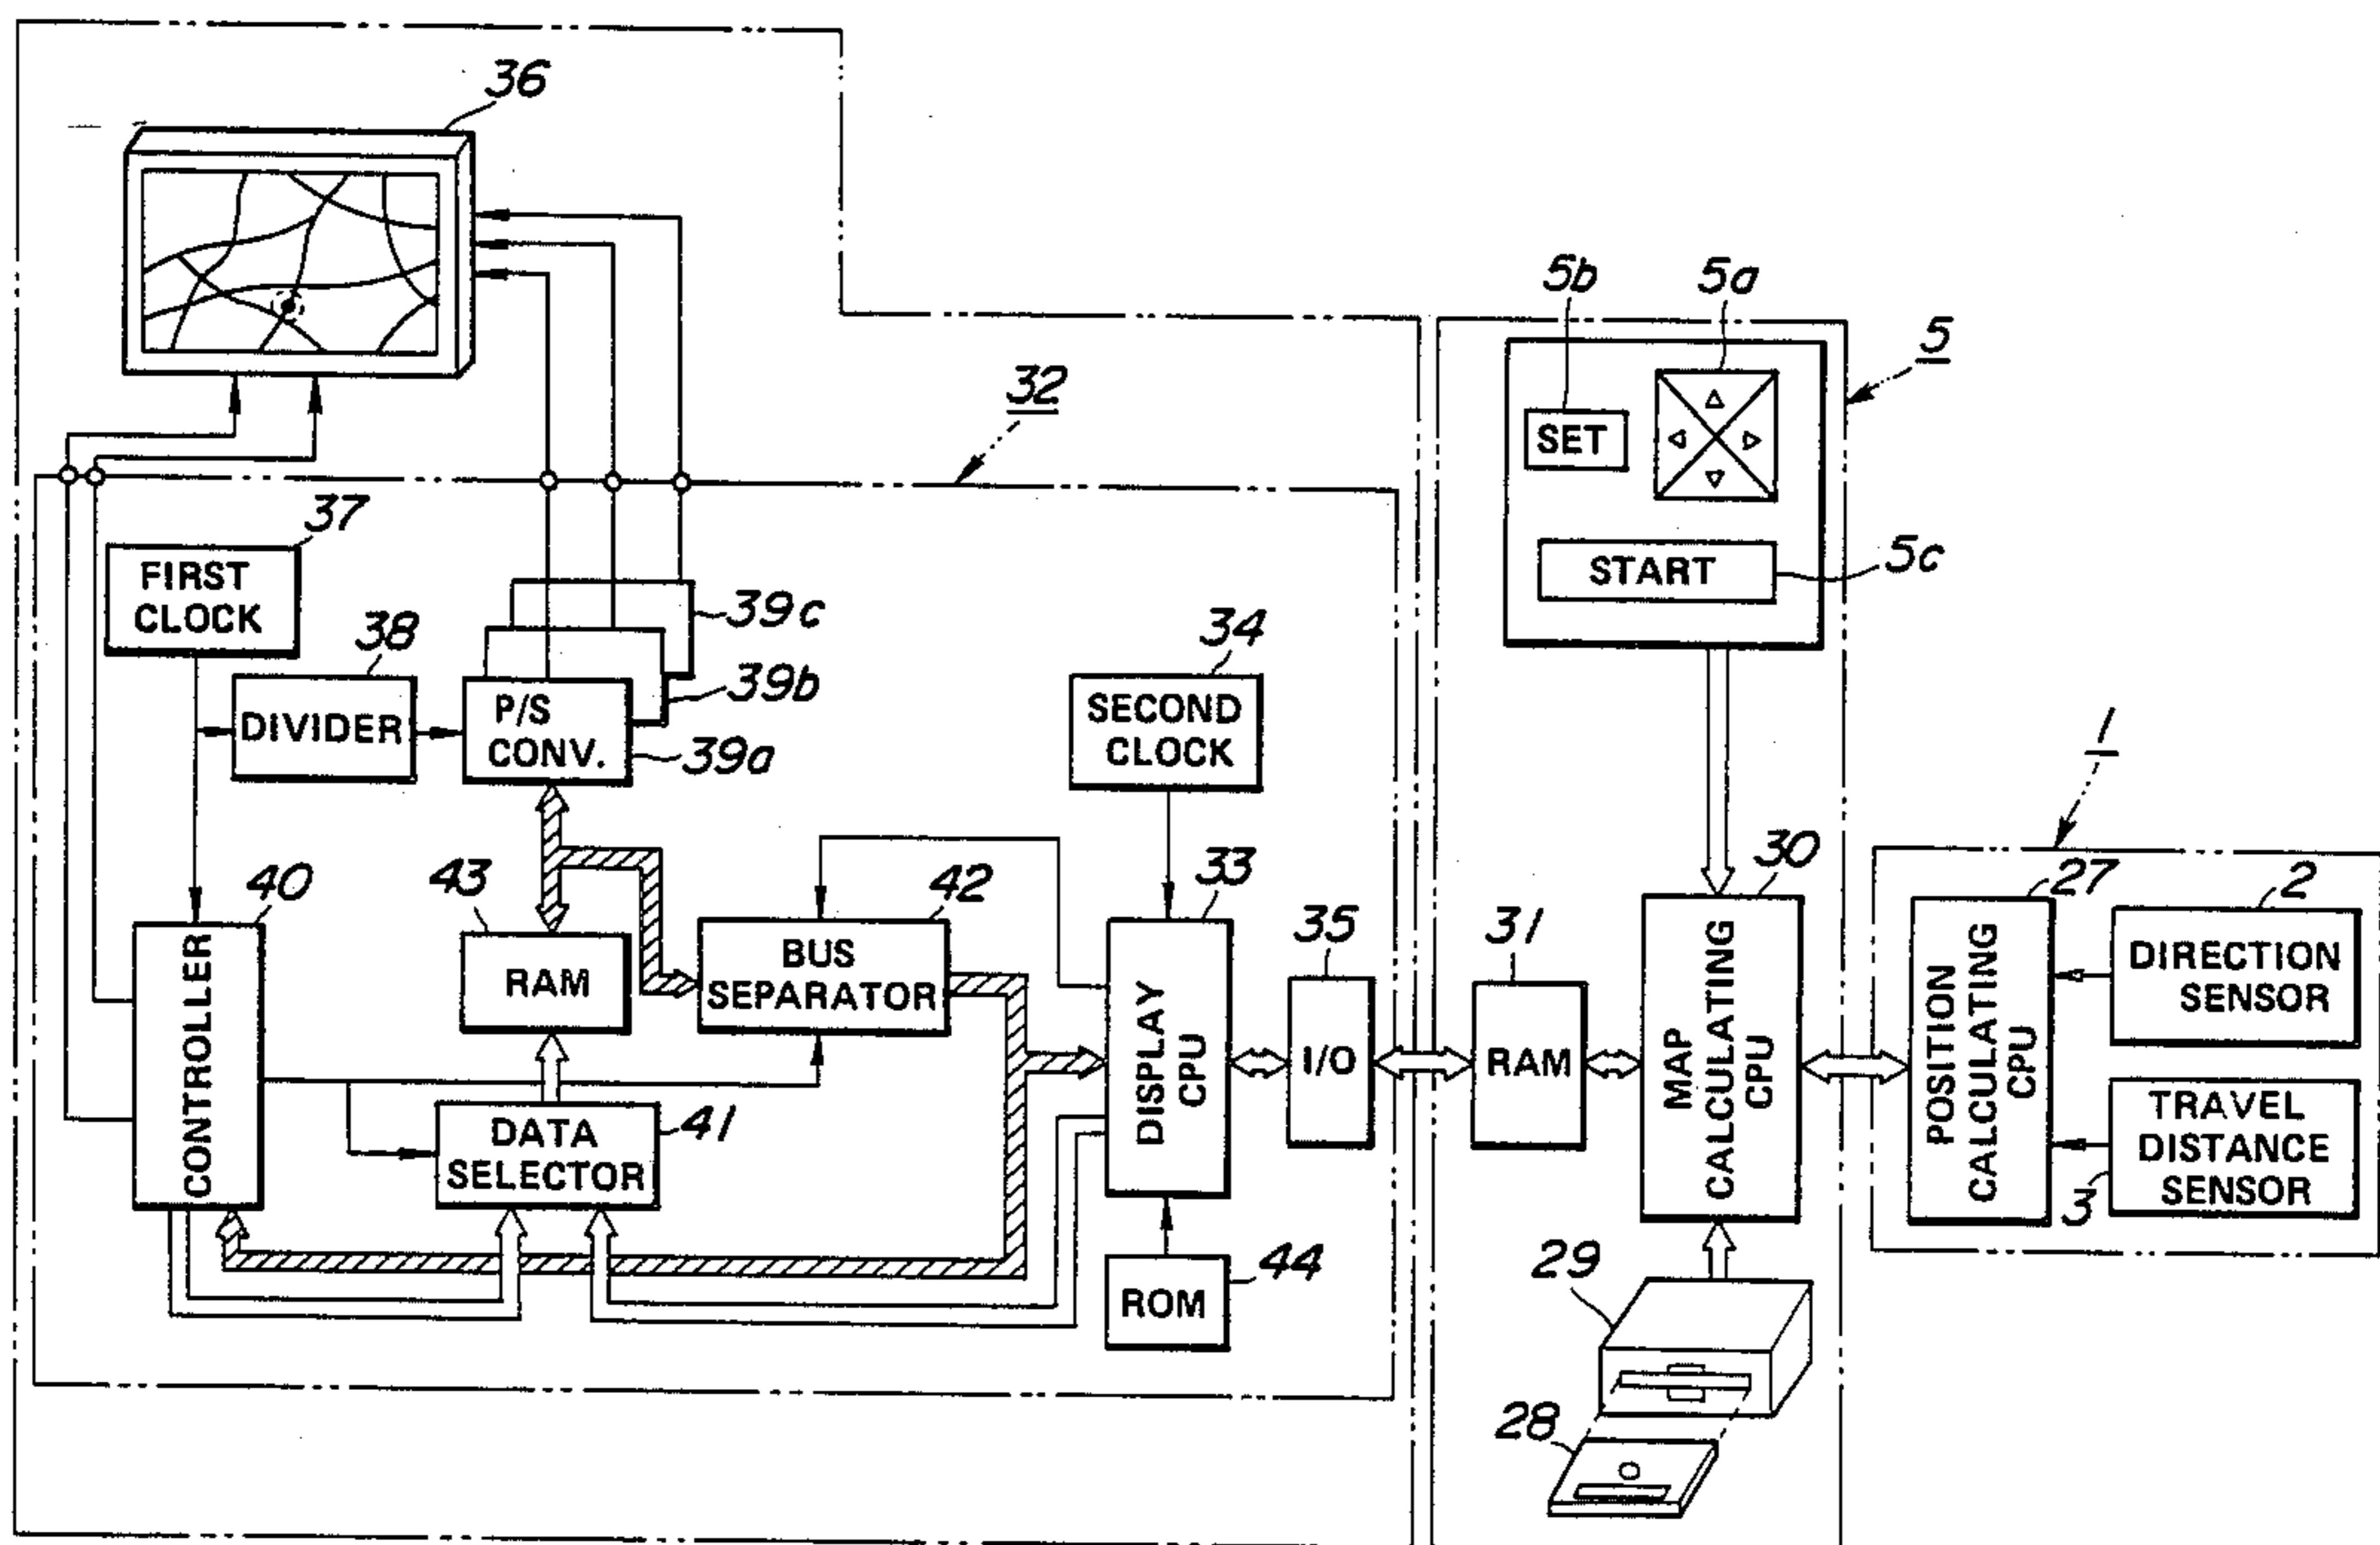 36
5b
5a
5
32
SET
37
START
5c
FIRST
CLOCK
38
39c
34
DIVIDER
P/S
CONV.
39b
39a
SECOND
CLOCK
1
40
43
42
33
35
31
30
27
2
CONTROLLER
RAM
BUS
SEPARATOR
DISPLAY
CPU
I/O
RAM
MAP
CALCULATING
CPU
POSITION
CALCULATING
CPU
DIRECTION
SENSOR
DATA
SELECTOR
41
TRAVEL
DISTANCE
SENSOR
3
ROM
44
29
28